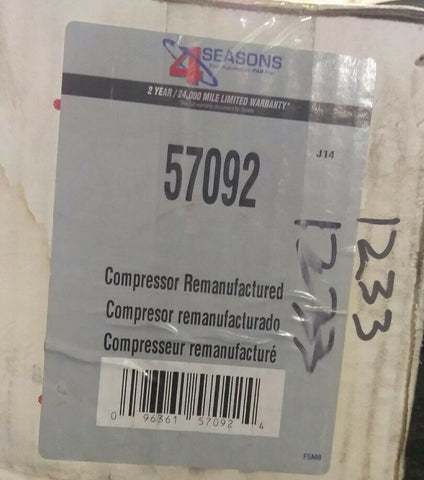 4 SEASONS
2 YEAR / 24,000 MILE LIMITED WARRANTY*
J14
57092
1233
1233
Compressor Remanufactured
Compresor remanufacturado
Compresseur remanufacturé
0 96361 57092 4
FSM8